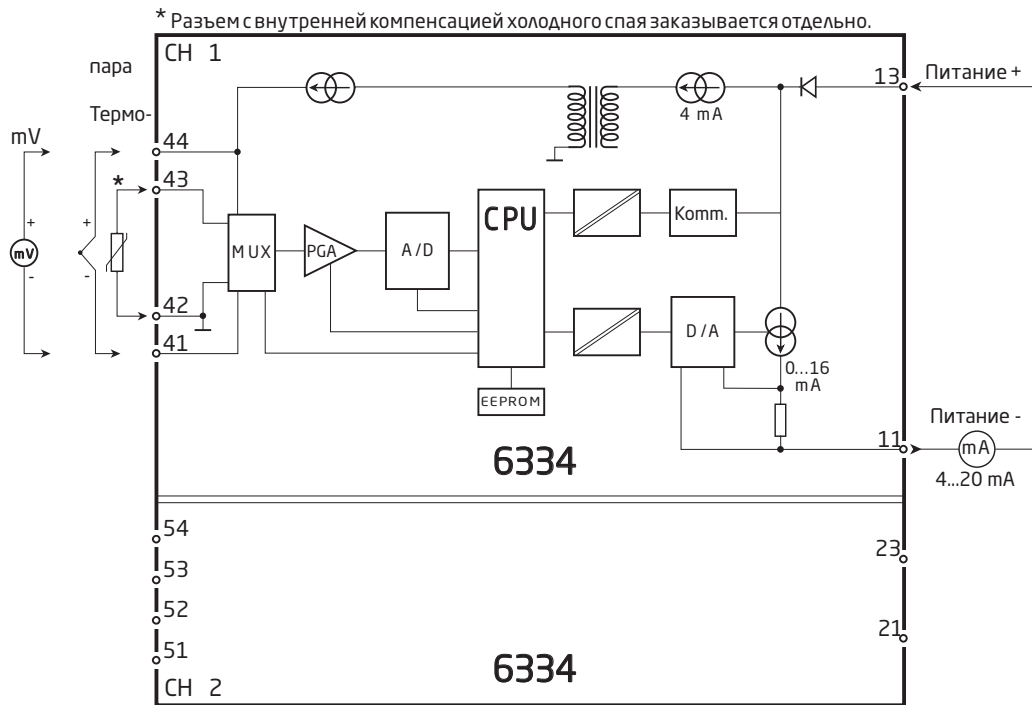 * Разъем с внутренней компенсацией холодного спая заказывается отдельно.
CH 1
пара
Термо-
mV
44
43
*
42
41
+
mV
-
+
-
MUX
PGA
A/D
CPU
EEPROM
Komm.
D/A
4 mA
0...16
mA
13
Питание +
11
Питание -
mA
4...20 mA
6334
54
53
52
51
23
21
6334
CH 2